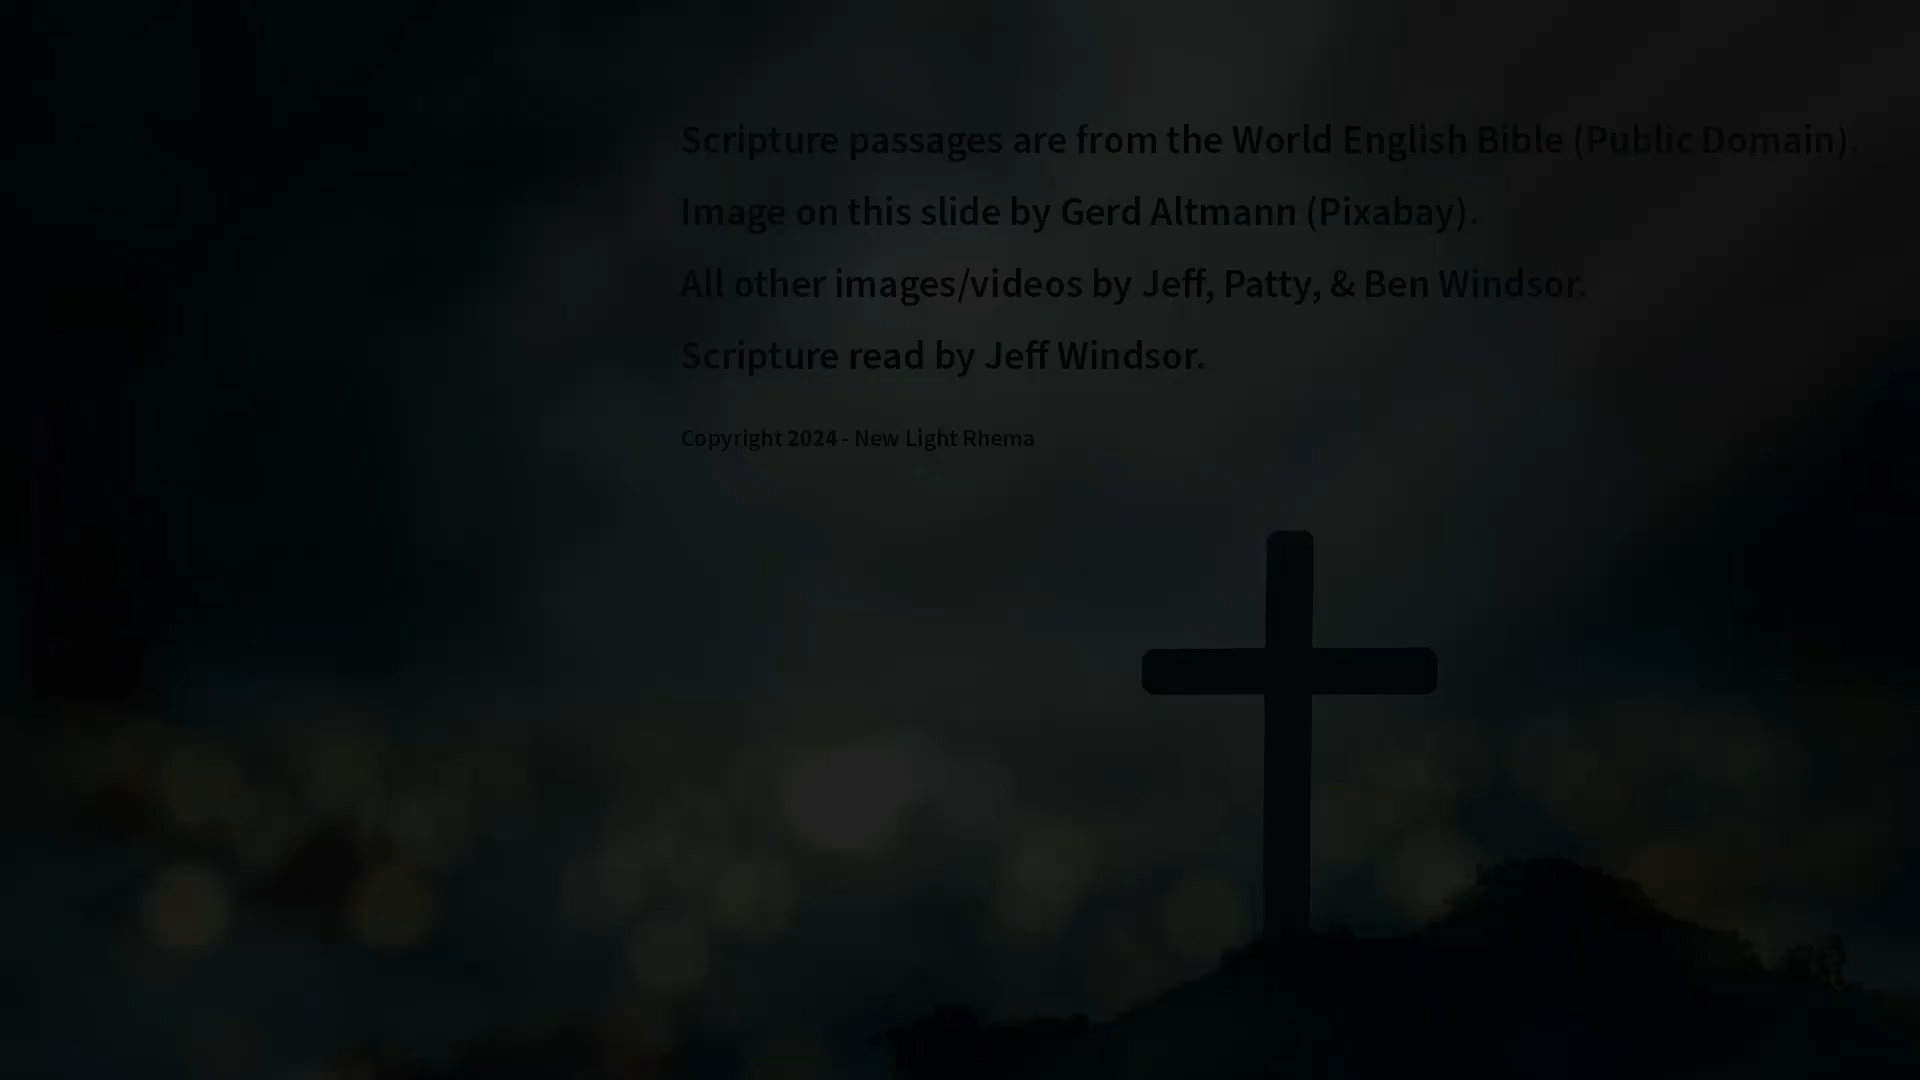 Scripture passages are from the World English Bible (Public Domain).
Image on this slide by Gerd Altmann (Pixabay).
All other images/videos by Jeff, Patty, & Ben Windsor.
Scripture read by Jeff Windsor.
Copyright 2024 - New Light Rhema